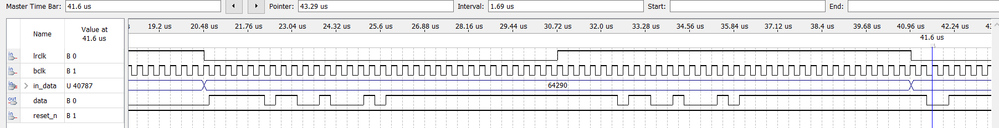 Master Time Bar: 41.6 us Pointer: 43.29 us Interval: 1.69 us Start: End:
Name Value at 41.6 us
19.2 us 20.48 us 21.76 us 23.04 us 24.32 us 25.6 us 26.88 us 28.16 us 29.44 us 30.72 us 32.0 us 33.28 us 34.56 us 35.84 us 37.12 us 38.4 us 39.68 us 40.96 us 42.24 us
41.6 us
in lrclk B 0
in bclk B 1
in in_data U 40787 64290
out data B 0
in reset_n B 1